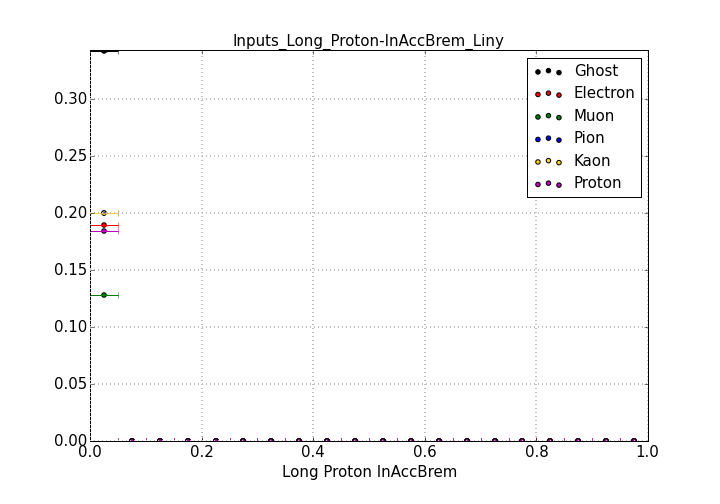 Inputs_Long_Proton-InAccBrem_Liny
Ghost
Electron
Muon
Pion
Kaon
Proton
0.30
0.25
0.20
0.15
0.10
0.05
0.00
0.0 0.2 0.4 0.6 0.8 1.0
Long Proton InAccBrem